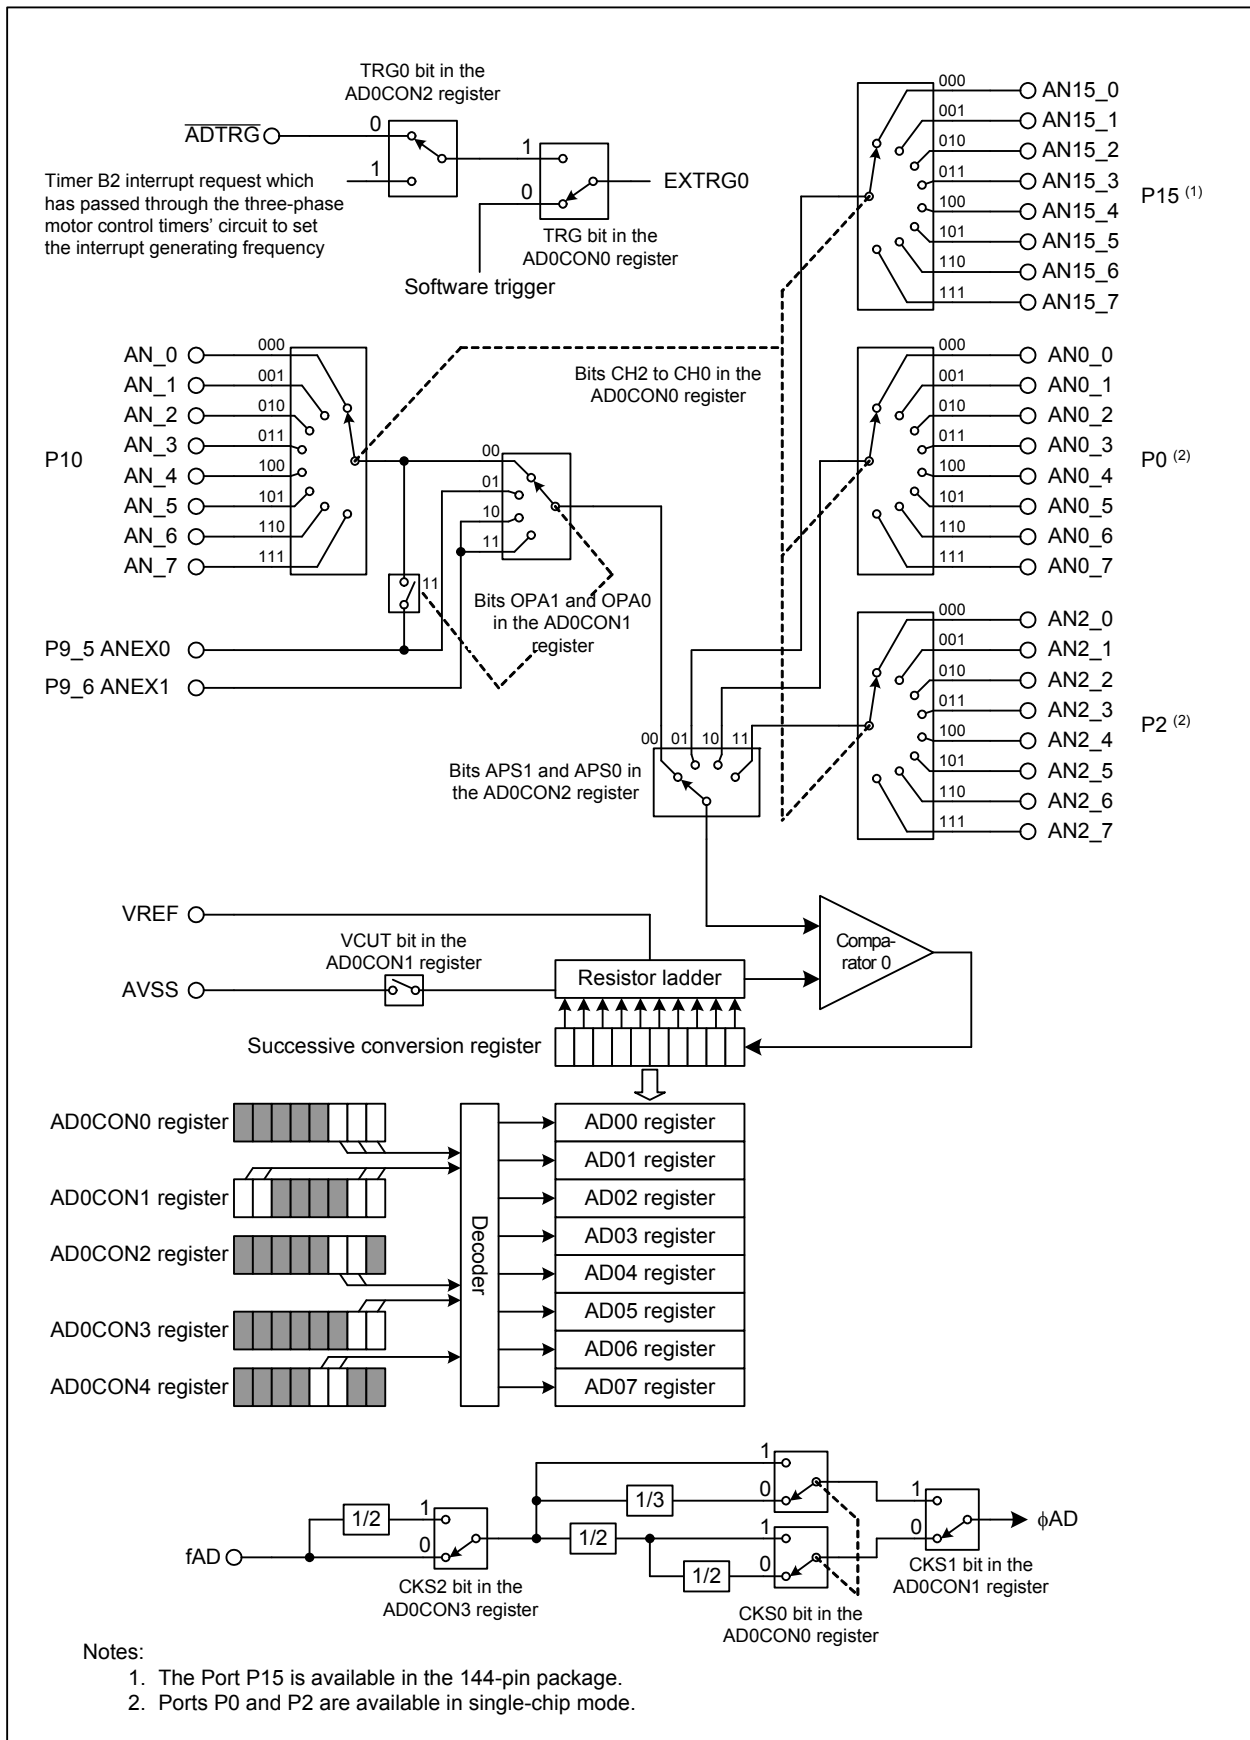 TRG0 bit in the
AD0CON2 register
ADTRG
0
1
1
0
EXTRG0
Timer B2 interrupt request which
has passed through the three-phase
motor control timers' circuit to set
the interrupt generating frequency
TRG bit in the
AD0CON0 register
Software trigger
000 AN15_0
001 AN15_1
010 AN15_2
011 AN15_3
100 AN15_4
101 AN15_5
110 AN15_6
111 AN15_7
P15 (1)
AN_0 000
AN_1 001
AN_2 010
AN_3 011
AN_4 100
AN_5 101
AN_6 110
AN_7 111
P10
Bits CH2 to CH0 in the
AD0CON0 register
000 AN0_0
001 AN0_1
010 AN0_2
011 AN0_3
100 AN0_4
101 AN0_5
110 AN0_6
111 AN0_7
P0 (2)
00
01
10
11
11
Bits OPA1 and OPA0
in the AD0CON1
register
P9_5 ANEX0
P9_6 ANEX1
000 AN2_0
001 AN2_1
010 AN2_2
011 AN2_3
100 AN2_4
101 AN2_5
110 AN2_6
111 AN2_7
P2 (2)
00 01 10 11
Bits APS1 and APS0 in
the AD0CON2 register
VREF
VCUT bit in the
AD0CON1 register
AVSS
Resistor ladder
Compa-
rator 0
Successive conversion register
AD0CON0 register
AD0CON1 register
AD0CON2 register
AD0CON3 register
AD0CON4 register
Decoder
AD00 register
AD01 register
AD02 register
AD03 register
AD04 register
AD05 register
AD06 register
AD07 register
fAD
1/2
1
0
CKS2 bit in the
AD0CON3 register
1/3
1/2
1/2
1
0
1
0
CKS0 bit in the
AD0CON0 register
1
0
CKS1 bit in the
AD0CON1 register
ϕAD
Notes:
1. The Port P15 is available in the 144-pin package.
2. Ports P0 and P2 are available in single-chip mode.